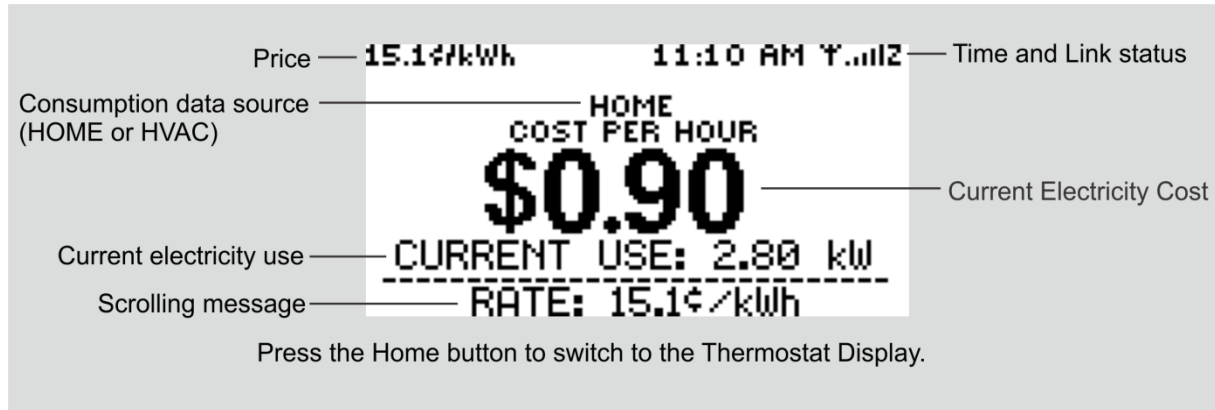 Price
15.1¢/kWh
11:10 AM
Time and Link status
Consumption data source
(HOME or HVAC)
HOME
COST PER HOUR
$0.90
Current Electricity Cost
Current electricity use
CURRENT USE: 2.80 kW
Scrolling message
RATE: 15.1¢/kWh
Press the Home button to switch to the Thermostat Display.